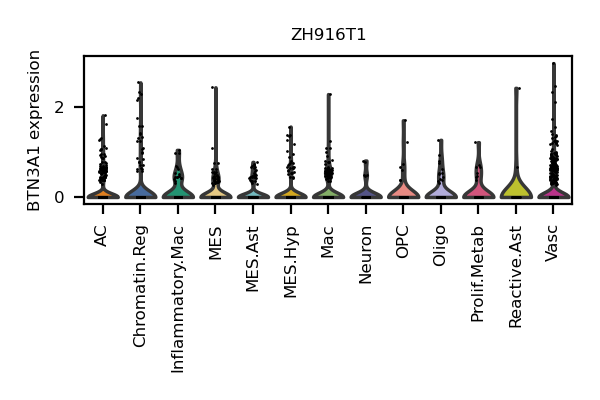 ZH916T1
BTN3A1 expression
2
0
AC
Chromatin.Reg
Inflammatory.Mac
MES
MES.Ast
MES.Hyp
Mac
Neuron
OPC
Oligo
Prolif.Metab
Reactive.Ast
Vasc